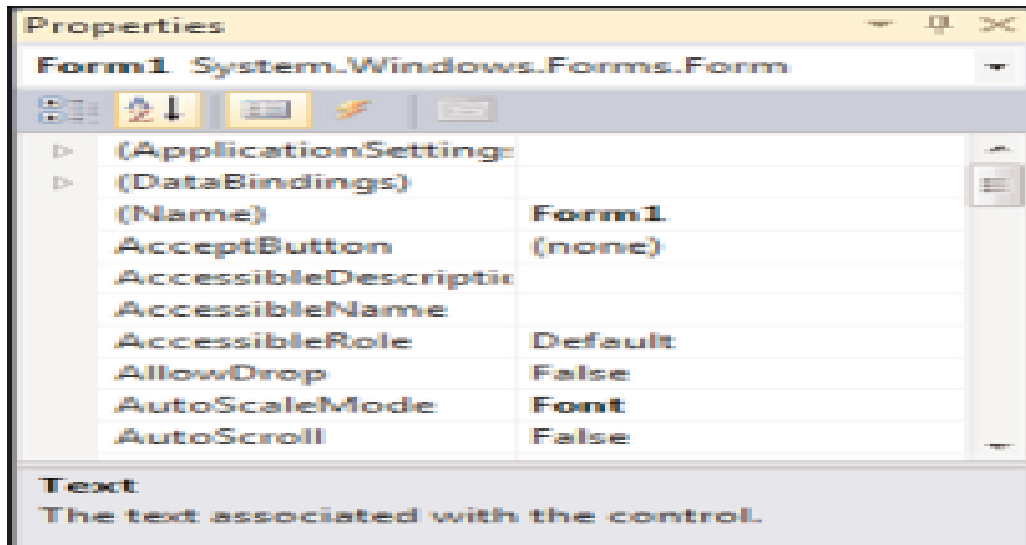 Properties
Form1 System.Windows.Forms.Form
(ApplicationSettings
(DataBindings)
(Name) Form1
AcceptButton (none)
AccessibleDescriptio
AccessibleName
AccessibleRole Default
AllowDrop False
AutoScaleMode Font
AutoScroll False
Text
The text associated with the control.